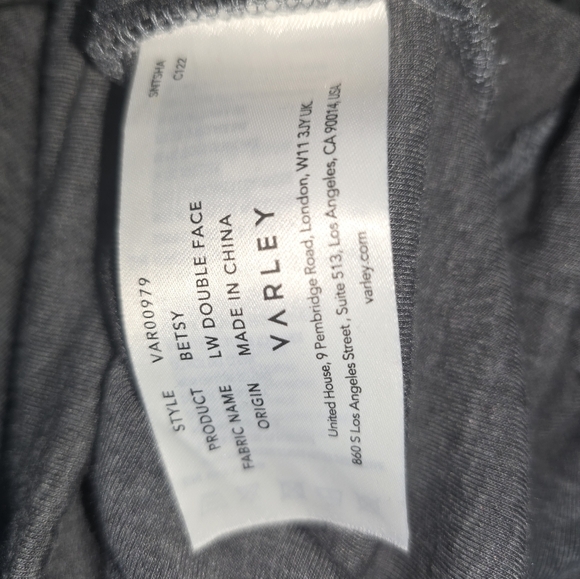 SNTSHA
C122
STYLE VAR00979
PRODUCT BETSY
FABRIC NAME LW DOUBLE FACE
ORIGIN MADE IN CHINA
VARLEY
United House, 9 Pembridge Road, London, W11 3JY UK
860 S Los Angeles Street, Suite 513, Los Angeles, CA 90014, USA
varley.com